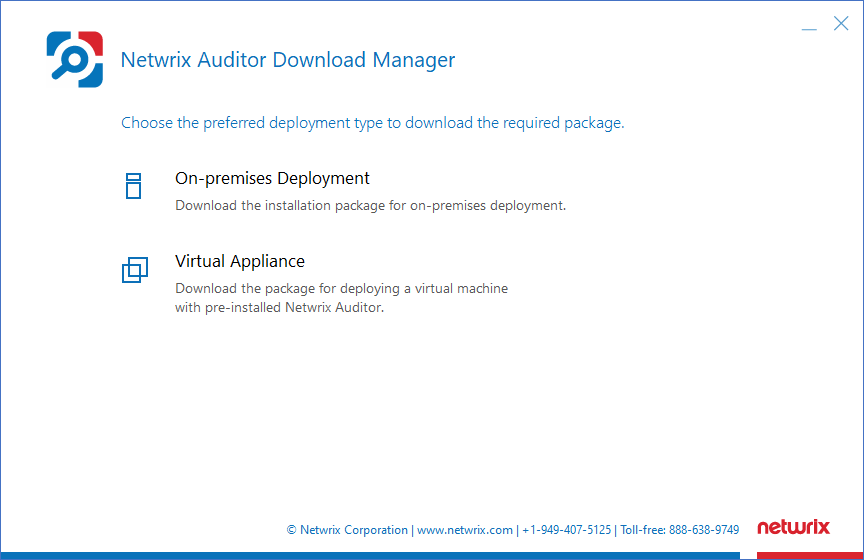 Netwrix Auditor Download Manager
Choose the preferred deployment type to download the required package.
On-premises Deployment
Download the installation package for on-premises deployment.
Virtual Appliance
Download the package for deploying a virtual machine
with pre-installed Netwrix Auditor.
© Netwrix Corporation | www.netwrix.com | +1-949-407-5125 | Toll-free: 888-638-9749
netwrix